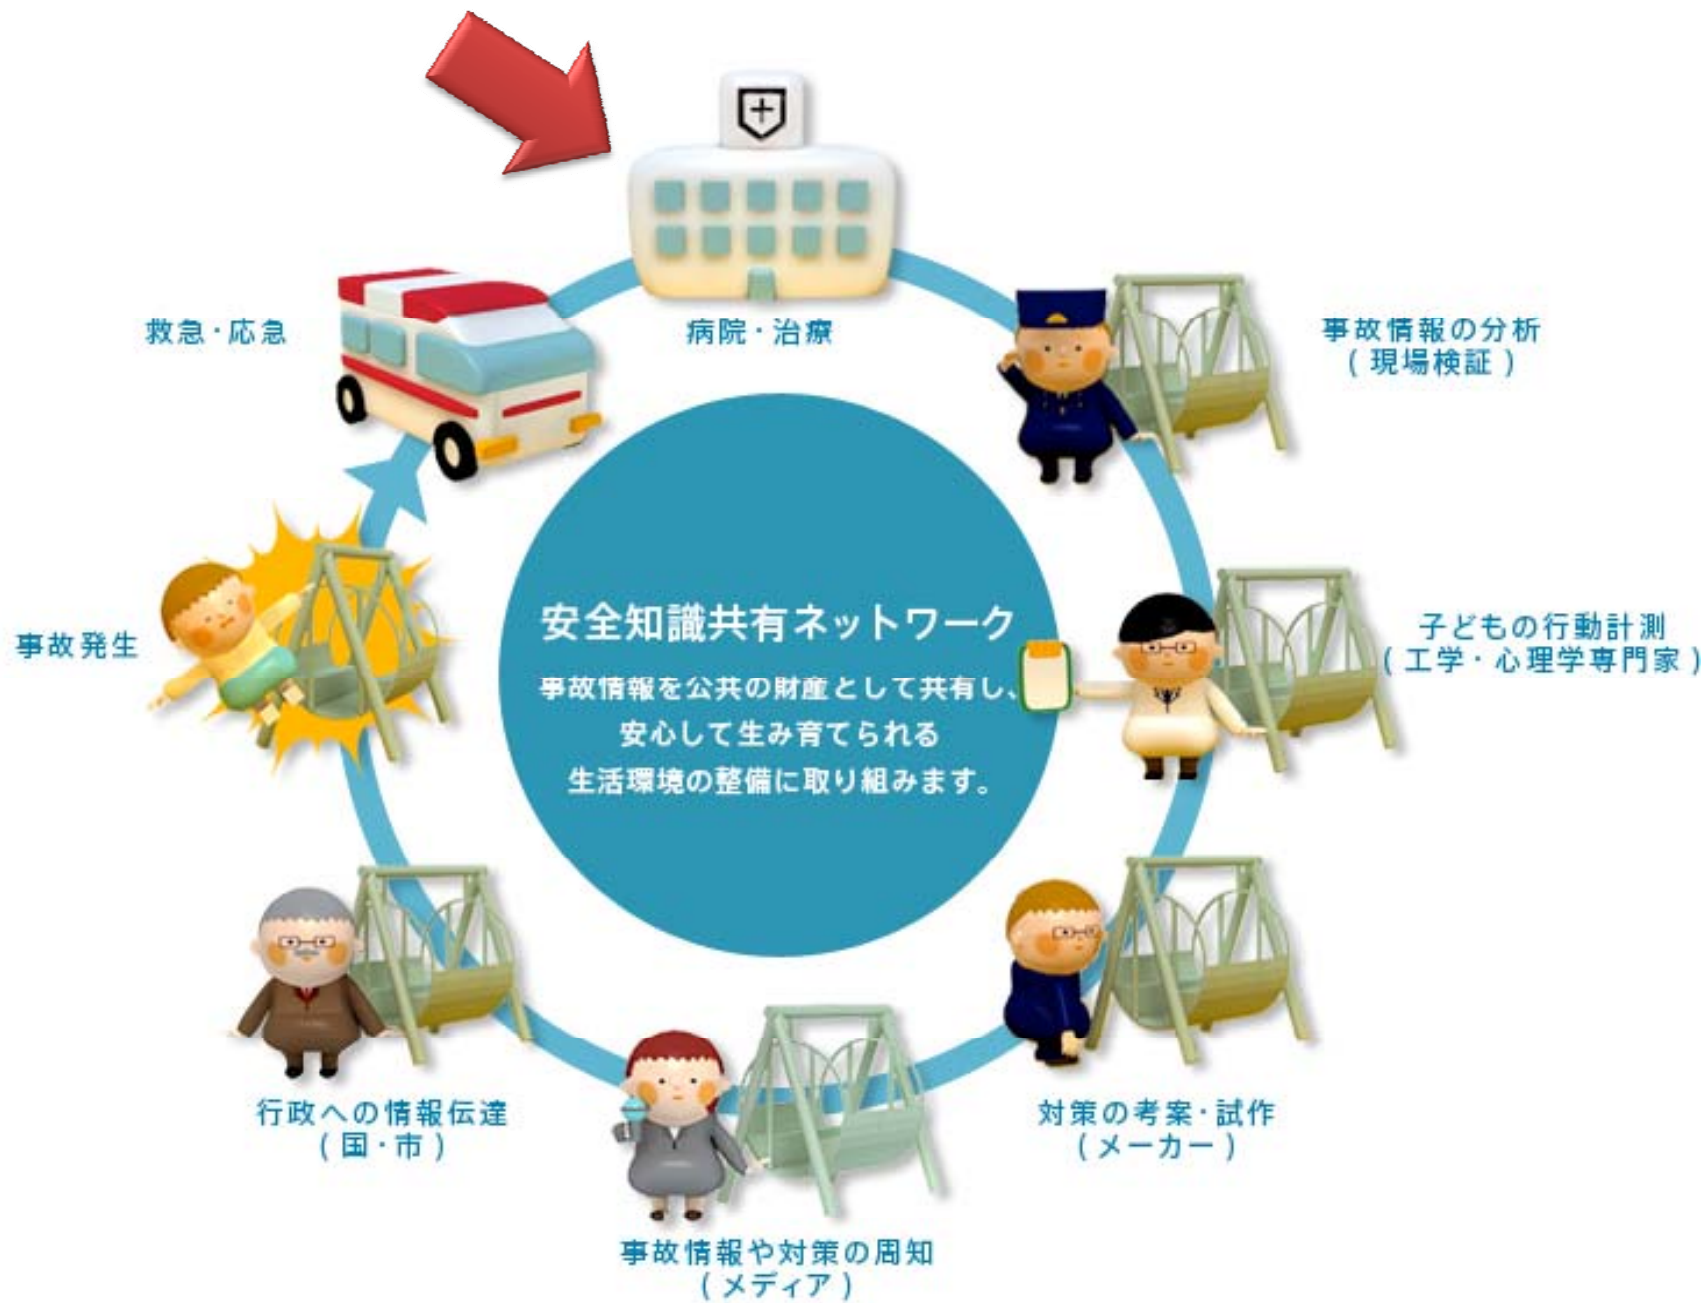 救急・応急
病院・治療
事故情報の分析
(現場検証)
事故発生
安全知識共有ネットワーク
事故情報を公共の財産として共有し、
安心して生み育てられる
生活環境の整備に取り組みます。
子どもの行動計測
(工学・心理学専門家)
行政への情報伝達
(国・市)
対策の考案・試作
(メーカー)
事故情報や対策の周知
(メディア)